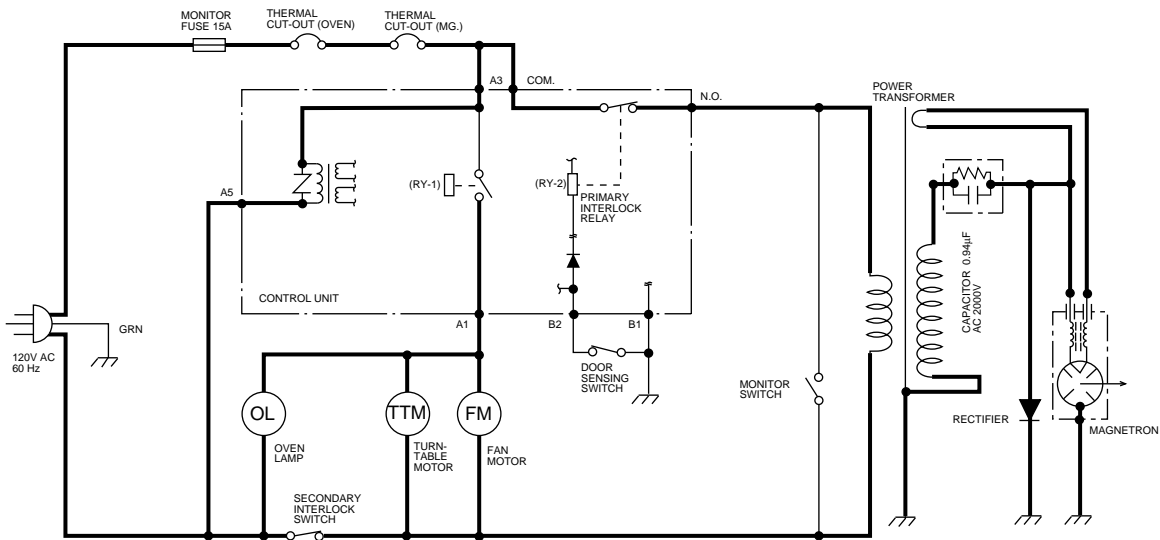 MONITOR
FUSE 15A
THERMAL
CUT-OUT (OVEN)
THERMAL
CUT-OUT (MG.)
A3
COM.
N.O.
POWER
TRANSFORMER
A5
(RY-1)
(RY-2)
PRIMARY
INTERLOCK
RELAY
CAPACITOR 0.94µF
AC 2000V
CONTROL UNIT
GRN
120V AC
60 Hz
A1
B2
B1
DOOR
SENSING
SWITCH
MONITOR
SWITCH
RECTIFIER
MAGNETRON
OL
TTM
FM
OVEN
LAMP
TURN-
TABLE
MOTOR
FAN
MOTOR
SECONDARY
INTERLOCK
SWITCH